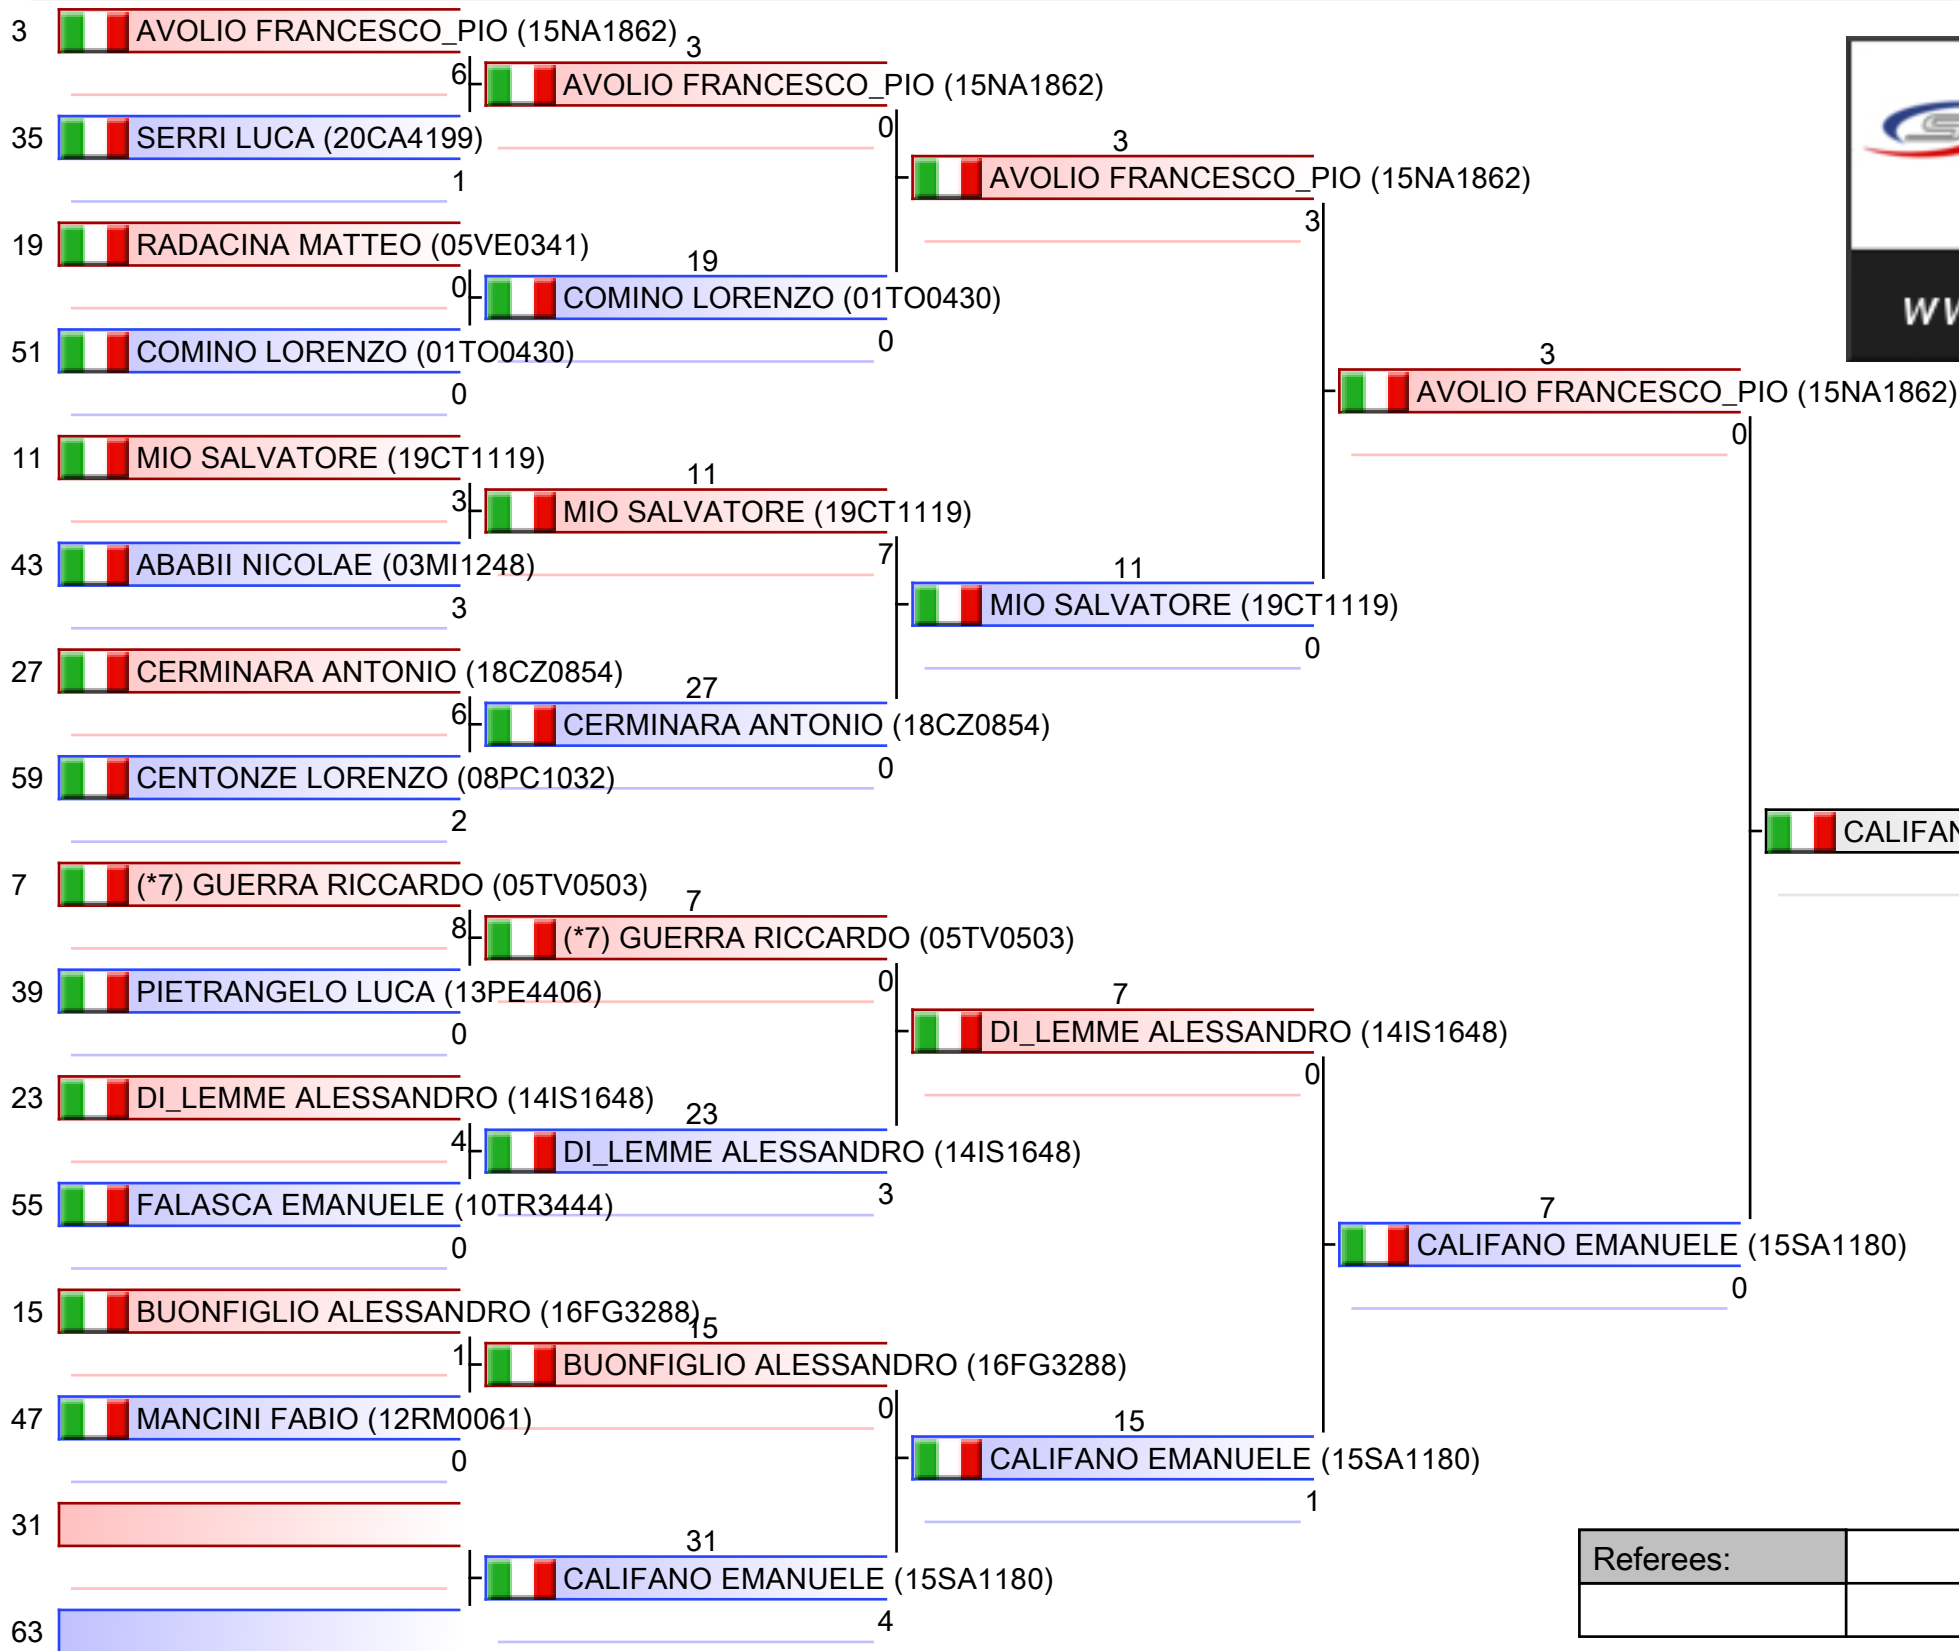 3 AVOLIO FRANCESCO_PIO (15NA1862)
3
6 AVOLIO FRANCESCO_PIO (15NA1862)
35 SERRI LUCA (20CA4199)
0
3
1
AVOLIO FRANCESCO_PIO (15NA1862)
3
19 RADACINA MATTEO (05VE0341)
19
0 COMINO LORENZO (01TO0430)
0
51 COMINO LORENZO (01TO0430)
0
3
AVOLIO FRANCESCO_PIO (15NA1862)
0
11 MIO SALVATORE (19CT1119)
11
3 MIO SALVATORE (19CT1119)
7
43 ABABII NICOLAE (03MI1248)
3
11
MIO SALVATORE (19CT1119)
0
27 CERMINARA ANTONIO (18CZ0854)
27
6 CERMINARA ANTONIO (18CZ0854)
0
59 CENTONZE LORENZO (08PC1032)
2
7 (*7) GUERRA RICCARDO (05TV0503)
7
8 (*7) GUERRA RICCARDO (05TV0503)
0
39 PIETRANGELO LUCA (13PE4406)
0
7
DI_LEMME ALESSANDRO (14IS1648)
0
23 DI_LEMME ALESSANDRO (14IS1648)
23
4 DI_LEMME ALESSANDRO (14IS1648)
3
55 FALASCA EMANUELE (10TR3444)
0
7
CALIFANO EMANUELE (15SA1180)
0
15 BUONFIGLIO ALESSANDRO (16FG3288)
15
1 BUONFIGLIO ALESSANDRO (16FG3288)
0
47 MANCINI FABIO (12RM0061)
0
15
CALIFANO EMANUELE (15SA1180)
1
31
31
CALIFANO EMANUELE (15SA1180)
4
63
CALIFAN
Referees: